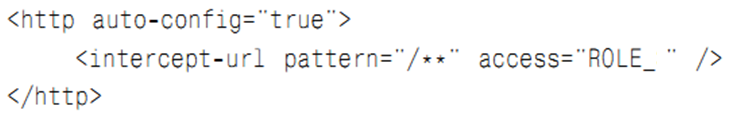 <http auto-config="true">
    <intercept-url pattern="/**" access="ROLE_ " />
</http>